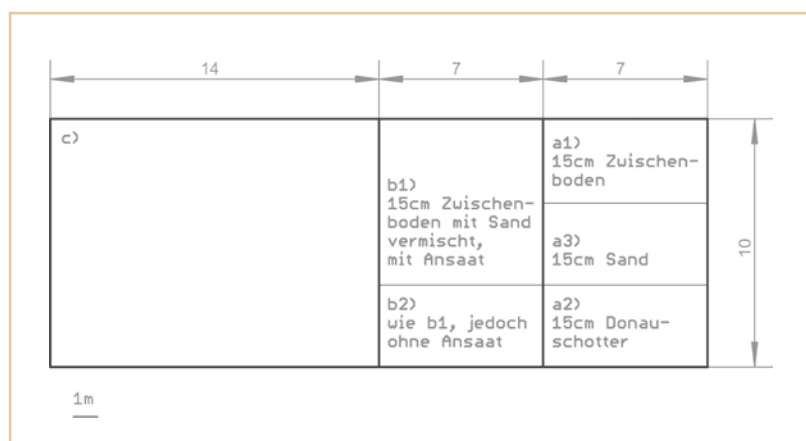 14
7
7
c)
b1)
15cm Zwischen-
boden mit Sand
vermischt,
mit Ansaat
b2)
wie b1, jedoch
ohne Ansaat
a1)
15cm Zwischen-
boden
a3)
15cm Sand
a2)
15cm Donau-
schotter
10
1m